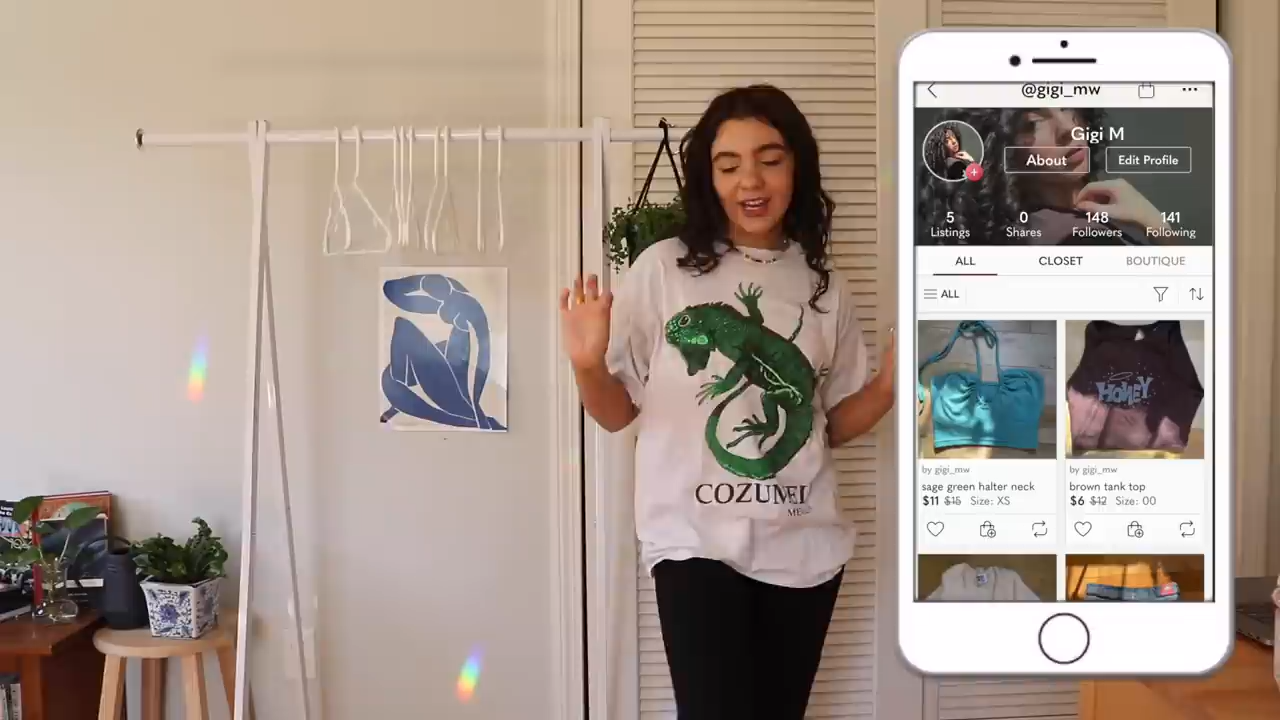 COZUMEL
@gigi_mw
Gigi M
About
Edit Profile
5
0
148
141
Listings
Shares
Followers
Following
ALL
CLOSET
BOUTIQUE
ALL
HONEY
by gigi_mw
by gigi_mw
sage green halter neck
brown tank top
$11 $15 Size: XS
$6 $12 Size: 00